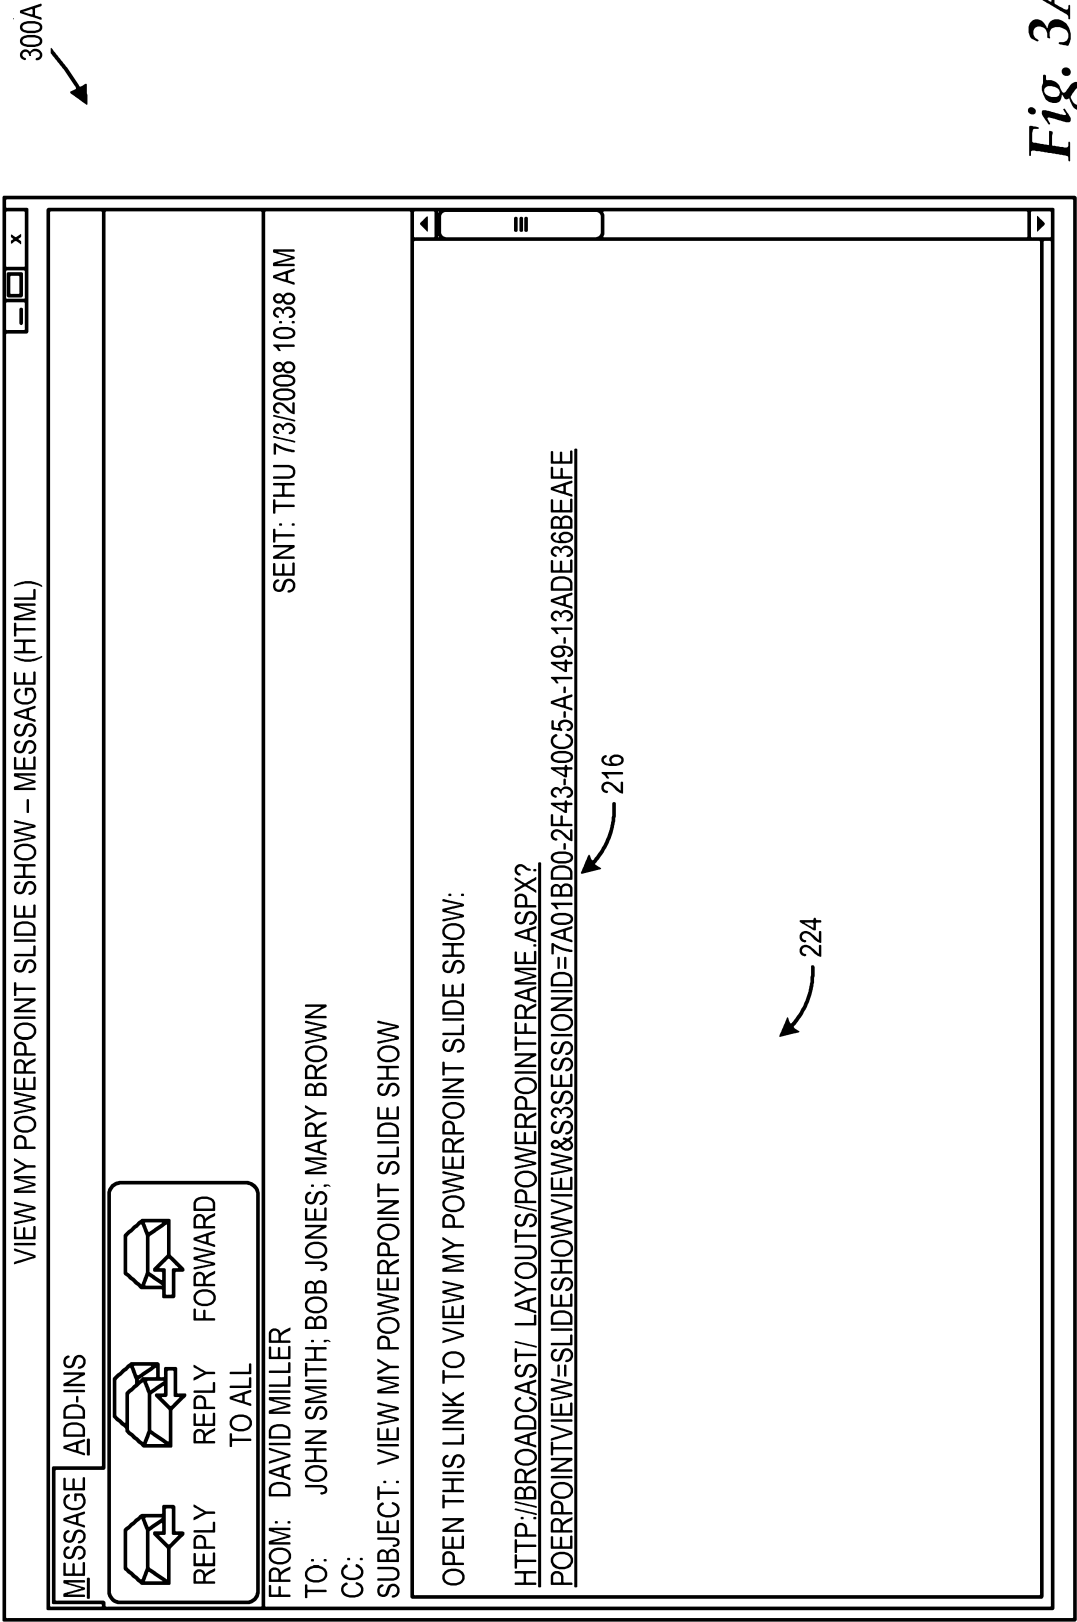 300A
VIEW MY POWERPOINT SLIDE SHOW – MESSAGE (HTML)
X
MESSAGE ADD-INS
REPLY
REPLY TO ALL
FORWARD
FROM: DAVID MILLER
SENT: THU 7/3/2008 10:38 AM
TO: JOHN SMITH; BOB JONES; MARY BROWN
CC:
SUBJECT: VIEW MY POWERPOINT SLIDE SHOW
OPEN THIS LINK TO VIEW MY POWERPOINT SLIDE SHOW:
HTTP://BROADCAST/ LAYOUTS/POWERPOINTFRAME.ASPX?
POERPOINTVIEW=SLIDESHOWVIEW&S3SESSIONID=7A01BD0-2F43-40C5-A-149-13ADE36BEAFE
216
224
Fig. 3A